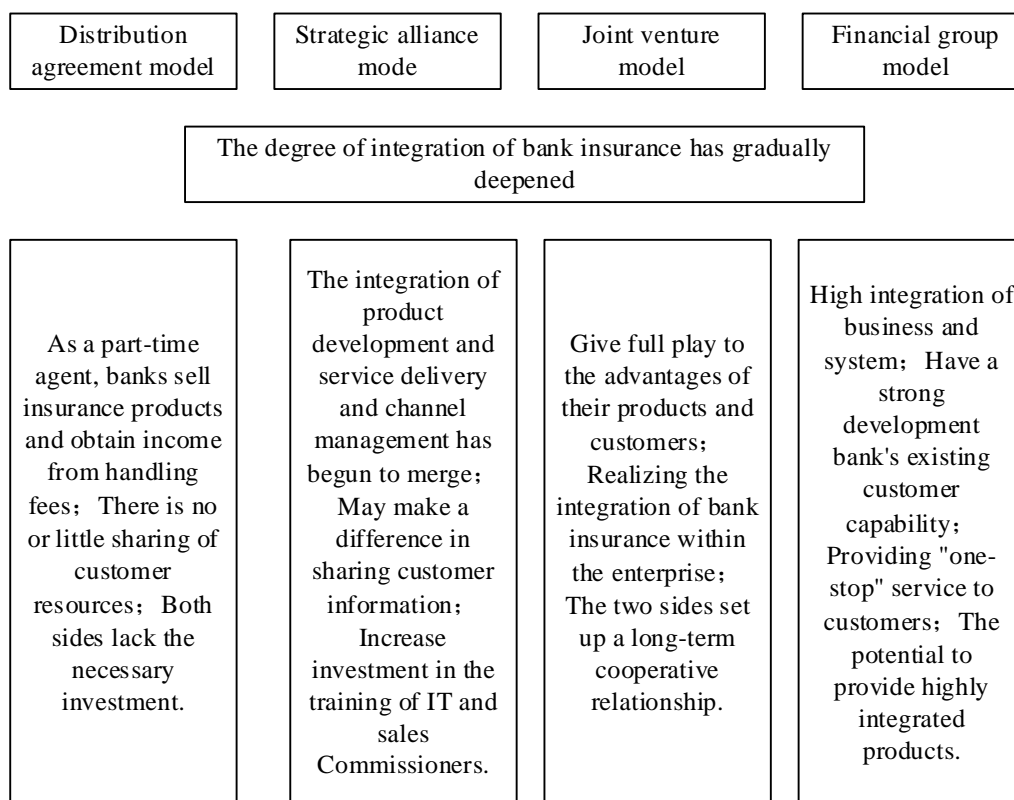 Distribution
agreement model
Strategic alliance
mode
Joint venture
model
Financial group
model
The degree of integration of bank insurance has gradually
deepened
As a part-time
agent, banks sell
insurance products
and obtain income
from handling
fees；There is no
or little sharing of
customer
resources；Both
sides lack the
necessary
investment.
The integration of
product
development and
service delivery
and channel
management has
begun to merge；
May make a
difference in
sharing customer
information；
Increase
investment in the
training of IT and
sales
Commissioners.
Give full play to
the advantages of
their products and
customers；
Realizing the
integration of bank
insurance within
the enterprise；
The two sides set
up a long-term
cooperative
relationship.
High integration of
business and
system；Have a
strong
development
bank's existing
customer
capability；
Providing "one-
stop" service to
customers；The
potential to
provide highly
integrated
products.